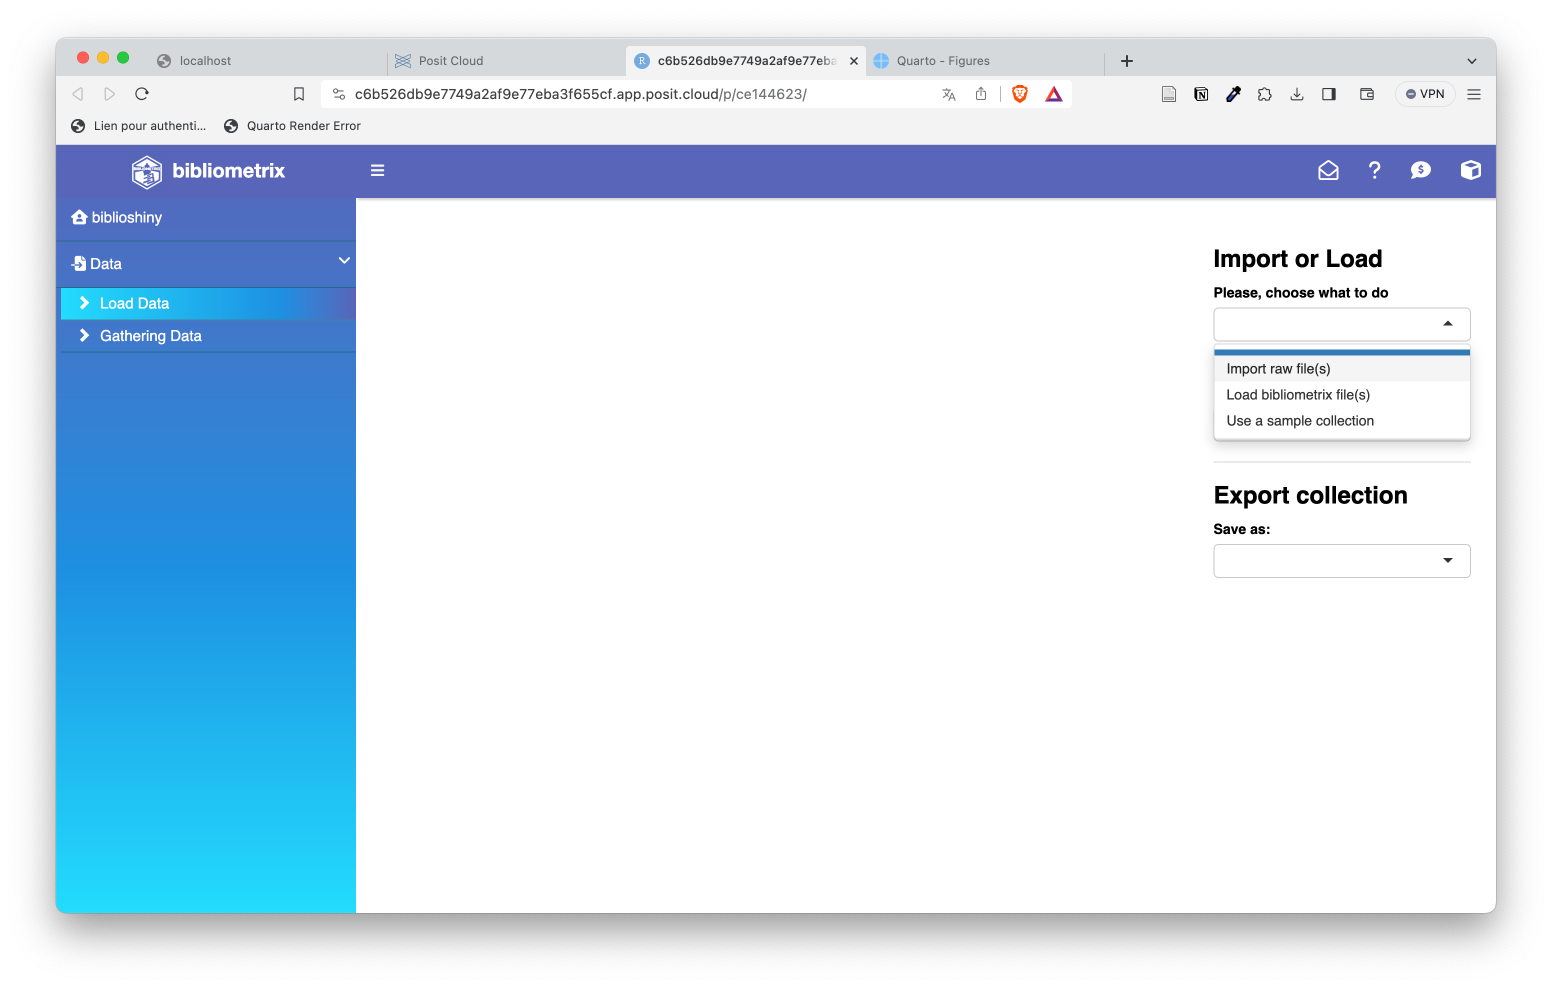 localhost
Posit Cloud
c6b526db9e7749a2af9e77eba
Quarto - Figures
c6b526db9e7749a2af9e77eba3f655cf.app.posit.cloud/p/ce144623/
VPN
Lien pour authenti...
Quarto Render Error
bibliometrix
biblioshiny
Data
Load Data
Gathering Data
Import or Load
Please, choose what to do
Import raw file(s)
Load bibliometrix file(s)
Use a sample collection
Export collection
Save as: